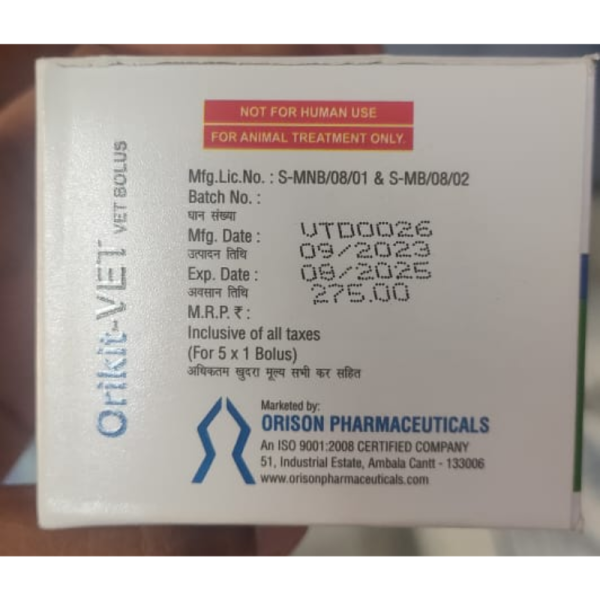 NOT FOR HUMAN USE
FOR ANIMAL TREATMENT ONLY.
Orikit-VET VET BOLUS
Mfg.Lic.No. : S-MNB/08/01 & S-MB/08/02
Batch No. :
घान संख्या
VTD0026
Mfg. Date :
09/2023
उत्पादन तिथि
Exp. Date :
08/2025
अवसान तिथि
275.00
M.R.P. ₹ :
Inclusive of all taxes
(For 5 x 1 Bolus)
अधिकतम खुदरा मूल्य सभी कर सहित
Marketed by:
ORISON PHARMACEUTICALS
An ISO 9001:2008 CERTIFIED COMPANY
51, Industrial Estate, Ambala Cantt - 133006
www.orisonpharmaceuticals.com